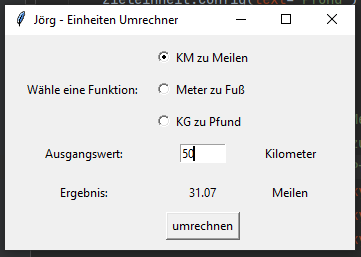 Jörg - Einheiten Umrechner
KM zu Meilen
Wähle eine Funktion:
Meter zu Fuß
KG zu Pfund
Ausgangswert:
50
Kilometer
Ergebnis:
31.07
Meilen
umrechnen